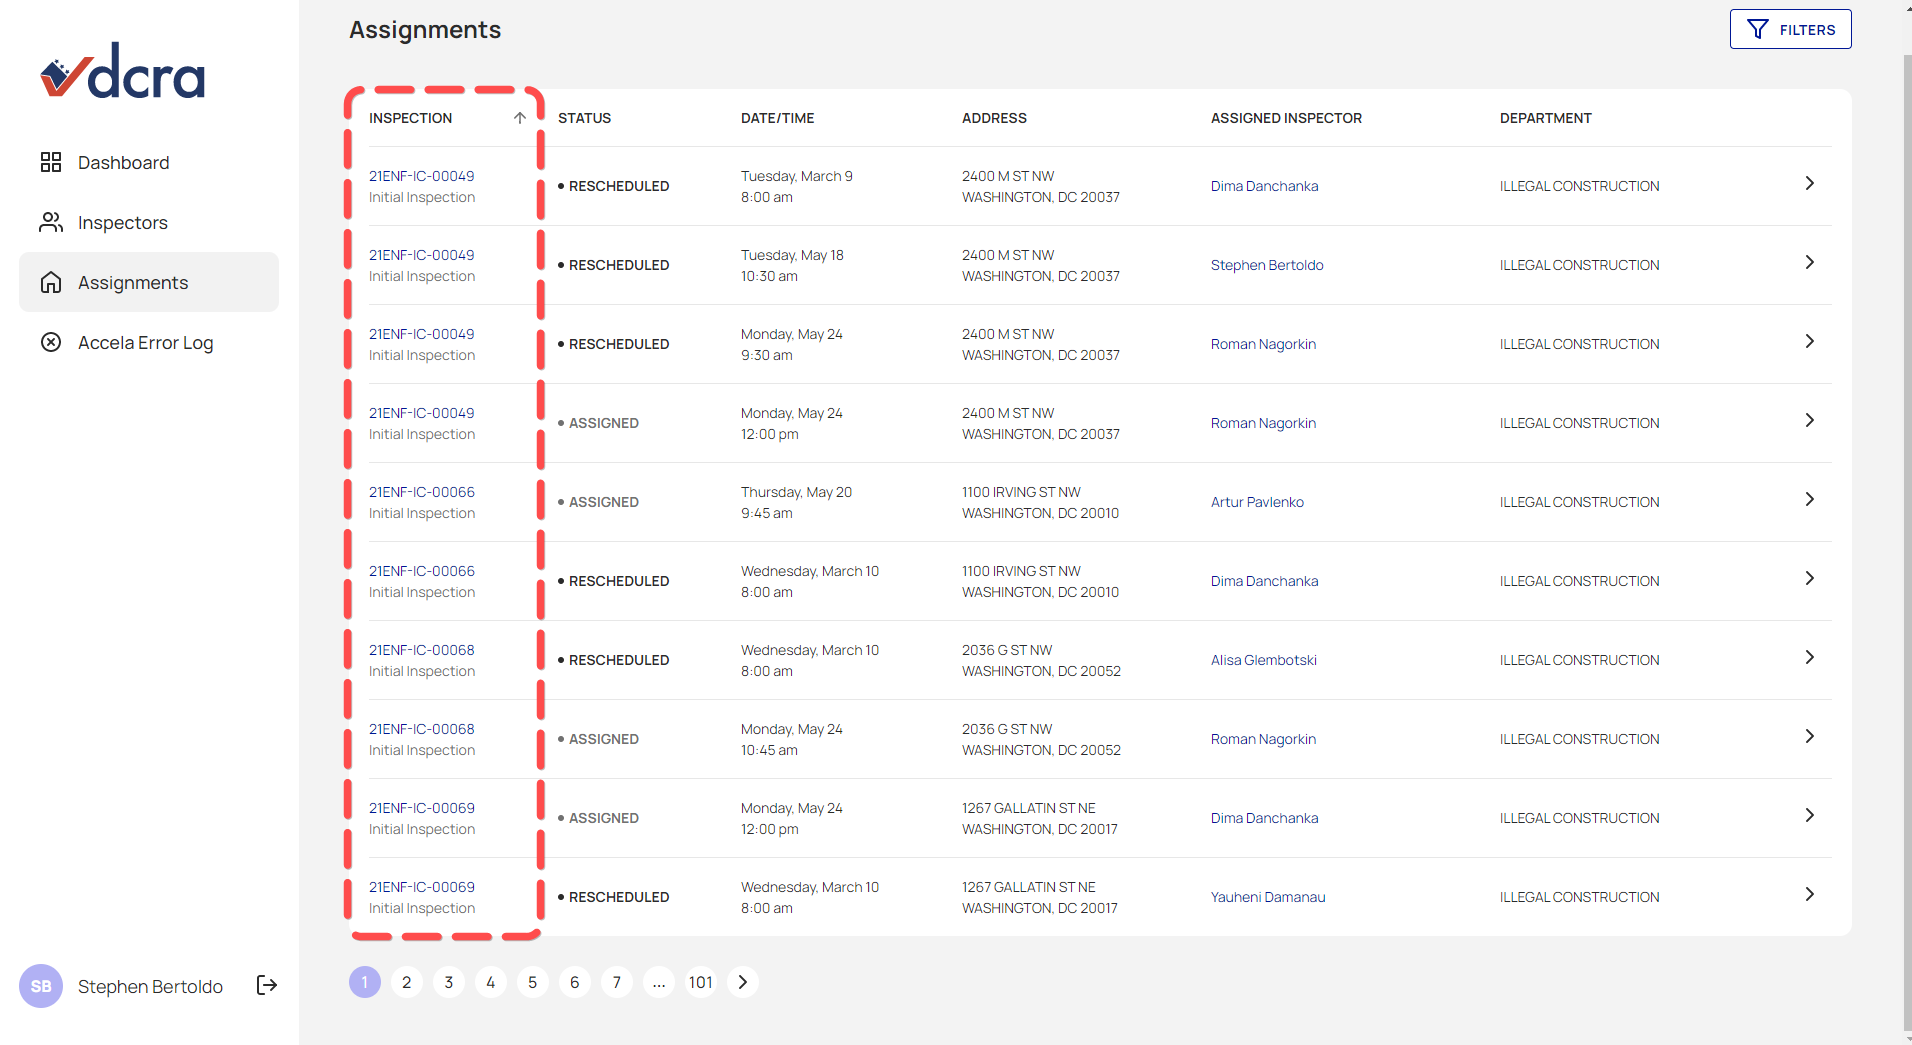 dcra
Dashboard
Inspectors
Assignments
Accela Error Log
SB
Stephen Bertoldo
Assignments
FILTERS
INSPECTION STATUS DATE/TIME ADDRESS ASSIGNED INSPECTOR DEPARTMENT
21ENF-IC-00049 Tuesday, March 9 2400 M ST NW
RESCHEDULED Dima Danchanka ILLEGAL CONSTRUCTION
Initial Inspection 8:00 am WASHINGTON, DC 20037
21ENF-IC-00049 Tuesday, May 18 2400 M ST NW
RESCHEDULED Stephen Bertoldo ILLEGAL CONSTRUCTION
Initial Inspection 10:30 am WASHINGTON, DC 20037
21ENF-IC-00049 Monday, May 24 2400 M ST NW
RESCHEDULED Roman Nagorkin ILLEGAL CONSTRUCTION
Initial Inspection 9:30 am WASHINGTON, DC 20037
21ENF-IC-00049 Monday, May 24 2400 M ST NW
ASSIGNED Roman Nagorkin ILLEGAL CONSTRUCTION
Initial Inspection 12:00 pm WASHINGTON, DC 20037
21ENF-IC-00066 Thursday, May 20 1100 IRVING ST NW
ASSIGNED Artur Pavlenko ILLEGAL CONSTRUCTION
Initial Inspection 9:45 am WASHINGTON, DC 20010
21ENF-IC-00066 Wednesday, March 10 1100 IRVING ST NW
RESCHEDULED Dima Danchanka ILLEGAL CONSTRUCTION
Initial Inspection 8:00 am WASHINGTON, DC 20010
21ENF-IC-00068 Wednesday, March 10 2036 G ST NW
RESCHEDULED Alisa Glembotski ILLEGAL CONSTRUCTION
Initial Inspection 8:00 am WASHINGTON, DC 20052
21ENF-IC-00068 Monday, May 24 2036 G ST NW
ASSIGNED Roman Nagorkin ILLEGAL CONSTRUCTION
Initial Inspection 10:45 am WASHINGTON, DC 20052
21ENF-IC-00069 Monday, May 24 1267 GALLATIN ST NE
ASSIGNED Dima Danchanka ILLEGAL CONSTRUCTION
Initial Inspection 12:00 pm WASHINGTON, DC 20017
21ENF-IC-00069 Wednesday, March 10 1267 GALLATIN ST NE
RESCHEDULED Yauheni Damanau ILLEGAL CONSTRUCTION
Initial Inspection 8:00 am WASHINGTON, DC 20017
1 2 3 4 5 6 7 ... 101